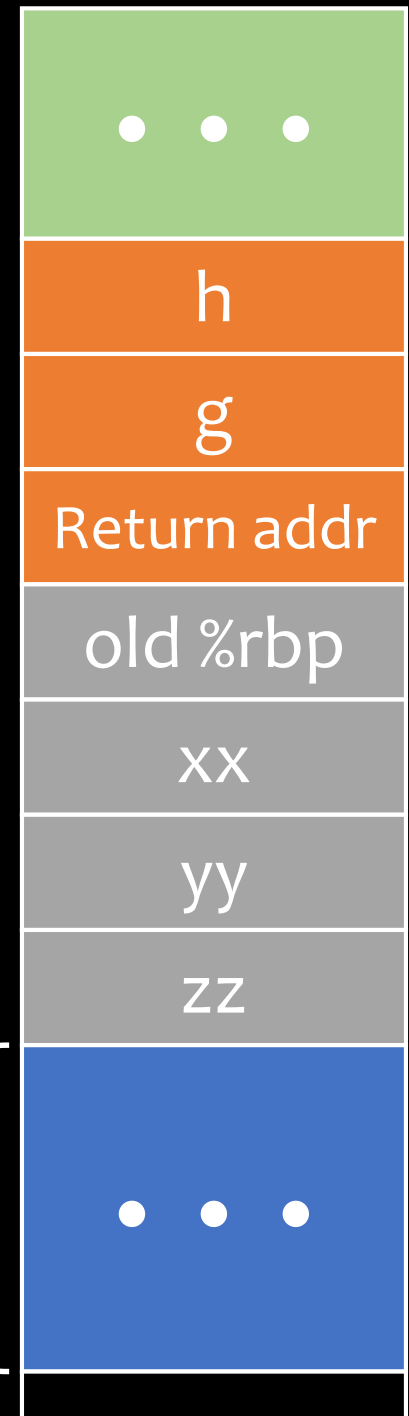 • • •
h
g
Return addr
old %rbp
xx
yy
zz
• • •